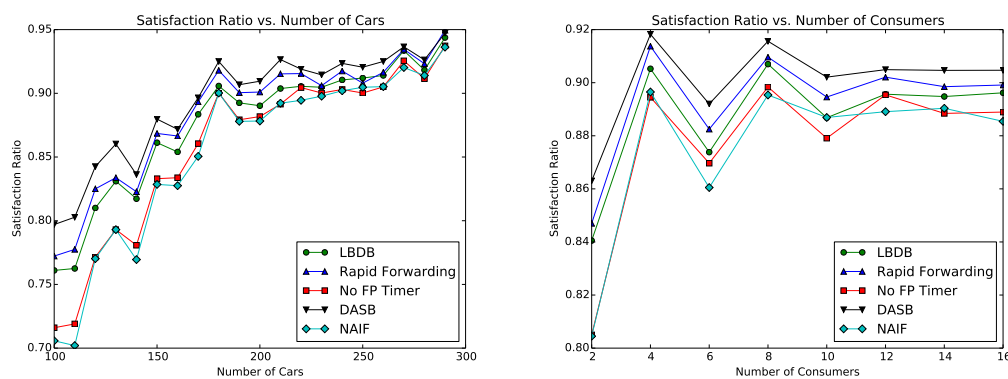 Satisfaction Ratio vs. Number of Cars
0.95
0.90
0.85
0.80
0.75
0.70
Satisfaction Ratio
100 150 200 250 300
Number of Cars
LBDB
Rapid Forwarding
No FP Timer
DASB
NAIF
Satisfaction Ratio vs. Number of Consumers
0.92
0.90
0.88
0.86
0.84
0.82
0.80
Satisfaction Ratio
2 4 6 8 10 12 14 16
Number of Consumers
LBDB
Rapid Forwarding
No FP Timer
DASB
NAIF